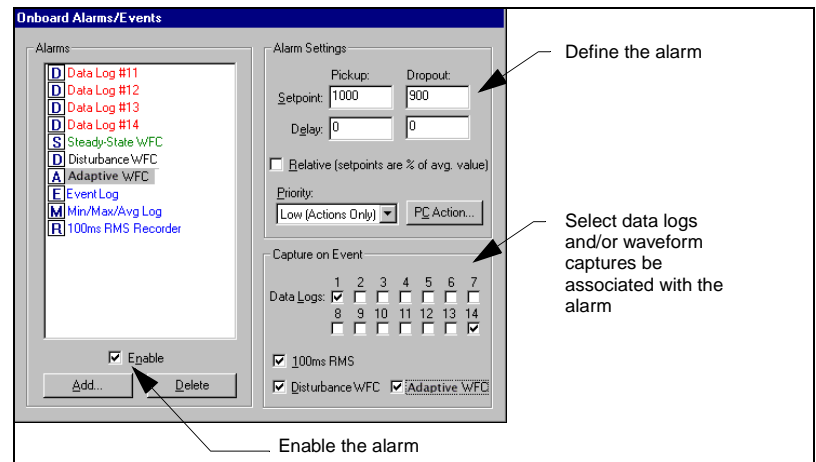 Onboard Alarms/Events
Alarms
D Data Log #11
D Data Log #12
D Data Log #13
D Data Log #14
S Steady-State WFC
D Disturbance WFC
A Adaptive WFC
E Event Log
M Min/Max/Avg Log
R 100ms RMS Recorder
Enable
Add... Delete
Alarm Settings
Pickup: Dropout:
Setpoint: 1000 900
Delay: 0 0
Relative (setpoints are % of avg. value)
Priority:
Low (Actions Only) PC Action...
Capture on Event
1 2 3 4 5 6 7
Data Logs:
8 9 10 11 12 13 14
100ms RMS
Disturbance WFC Adaptive WFC
Define the alarm
Select data logs
and/or waveform
captures be
associated with the
alarm
Enable the alarm